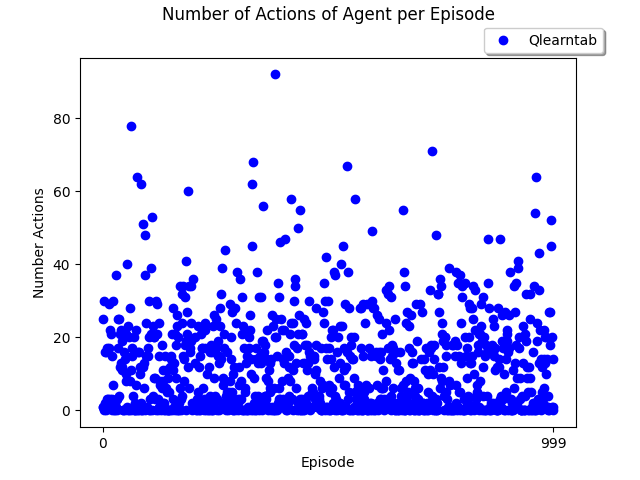 Number of Actions of Agent per Episode
Qlearntab
80
60
40
20
0
Number Actions
0 999
Episode